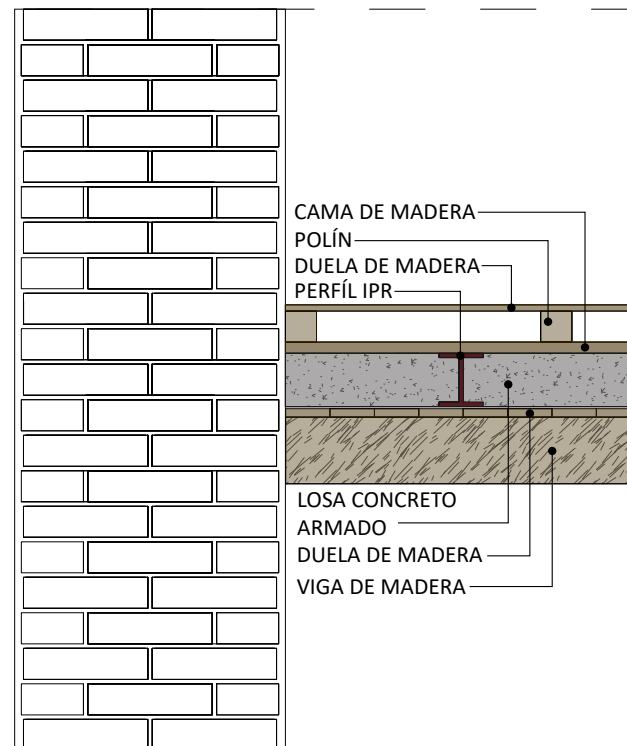 CAMA DE MADERA
POLÍN
DUELA DE MADERA
PERFÍL IPR
LOSA CONCRETO
ARMADO
DUELA DE MADERA
VIGA DE MADERA